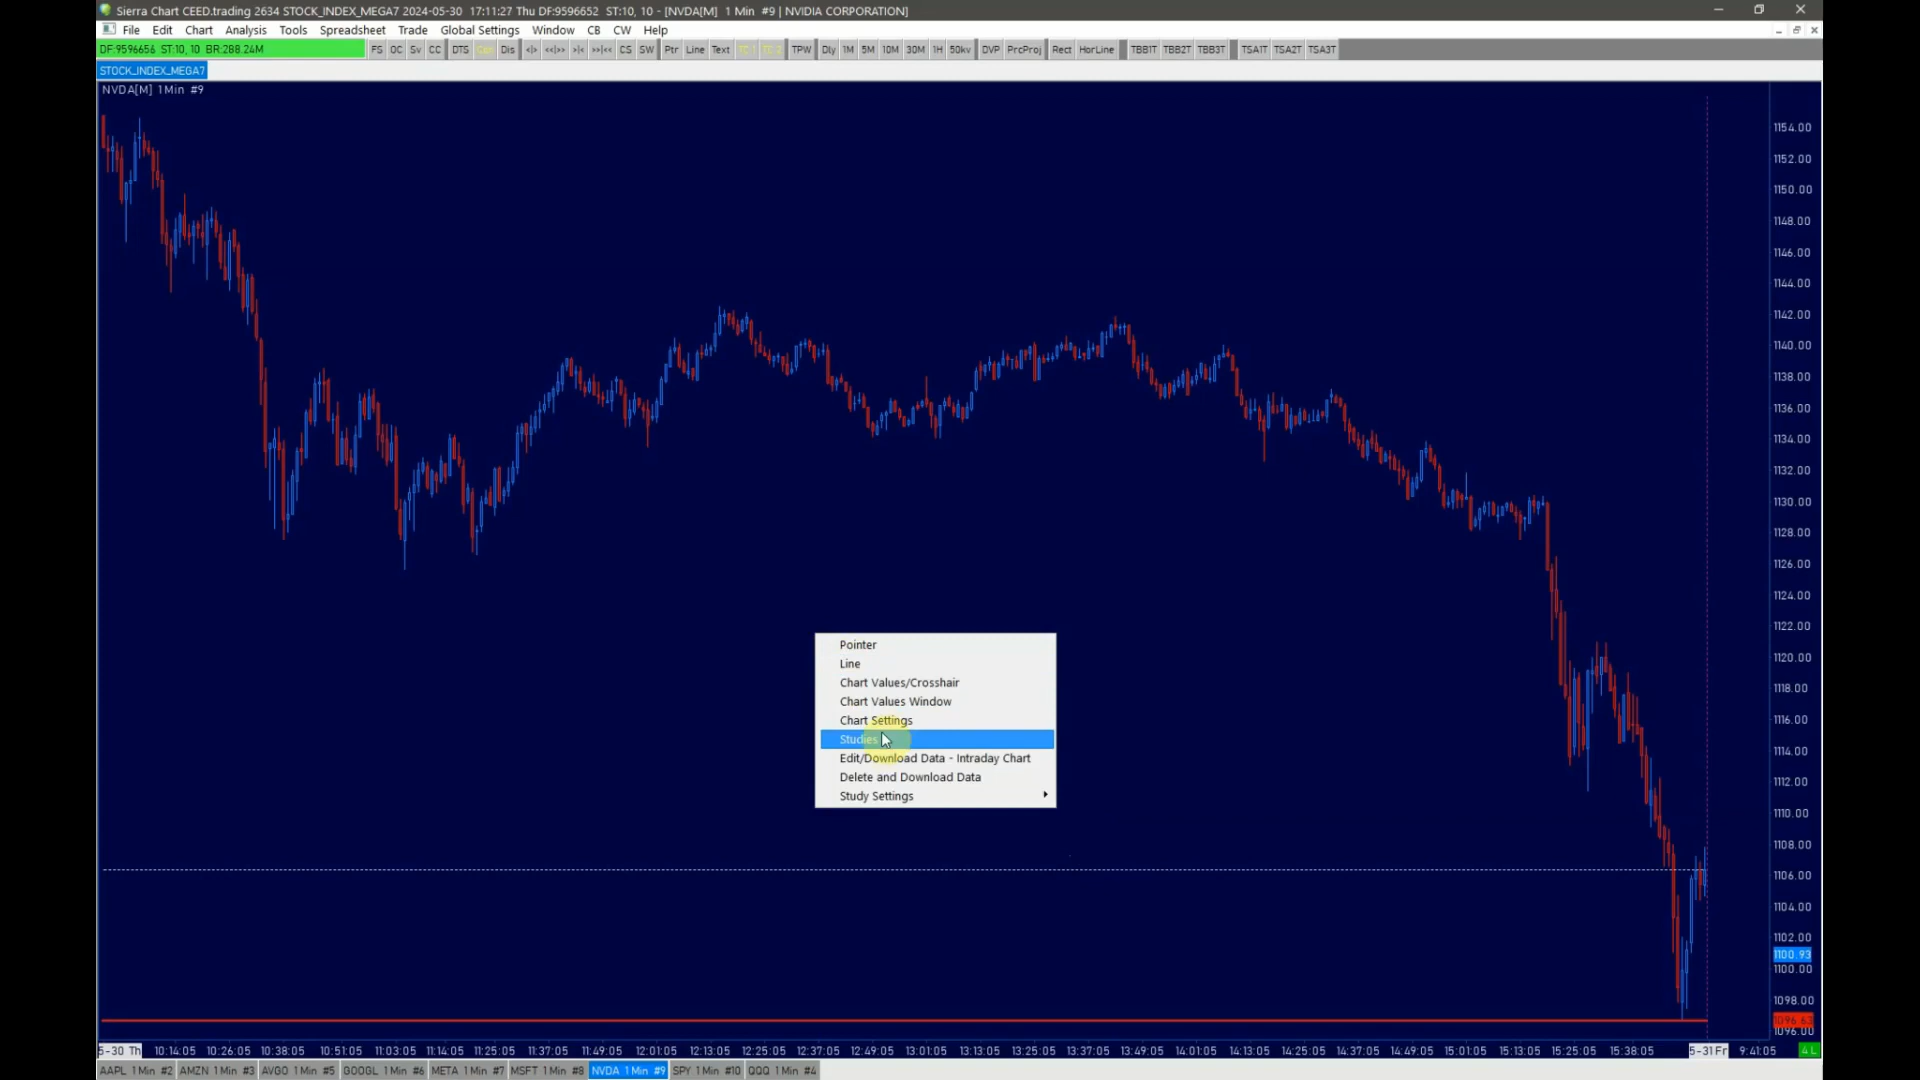 Sierra Chart CEED.trading 2634 STOCK_INDEX_MEGA7 2024-05-30 17:11:27 Thu DF:9596652 ST:10, 10 - [NVDA[M] 1 Min #9 | NVIDIA CORPORATION]
File Edit Chart Analysis Tools Spreadsheet Trade Global Settings Window CB CW Help
DF:9596656 ST:10, 10 BR:288.24M FS OC Sv CC DTS Dis <|> <<|>> >|< >>|<< CS SW Ptr Line Text TPW Dly 1M 5M 10M 30M 1H 50kv DVP PrcProj Rect HorLine TBB1T TBB2T TBB3T TSA1T TSA2T TSA3T
STOCK_INDEX_MEGA7
NVDA[M] 1 Min #9
1154.00
1152.00
1150.00
1148.00
1146.00
1144.00
1142.00
1140.00
1138.00
1136.00
1134.00
1132.00
1130.00
1128.00
1126.00
1124.00
1122.00
1120.00
1118.00
1116.00
1114.00
1112.00
1110.00
1108.00
1106.00
1104.00
1102.00
1100.93
1100.00
1098.00
1096.63
1096.00
Pointer
Line
Chart Values/Crosshair
Chart Values Window
Chart Settings
Studies
Edit/Download Data - Intraday Chart
Delete and Download Data
Study Settings
5-30 Th 10:14:05 10:26:05 10:38:05 10:51:05 11:03:05 11:14:05 11:25:05 11:37:05 11:49:05 12:01:05 12:13:05 12:25:05 12:37:05 12:49:05 13:01:05 13:13:05 13:25:05 13:37:05 13:49:05 14:01:05 14:13:05 14:25:05 14:37:05 14:49:05 15:01:05 15:13:05 15:25:05 15:38:05 5-31 Fr 9:41:05 4 L
AAPL 1 Min #2 AMZN 1 Min #3 AVGO 1 Min #5 GOOGL 1 Min #6 META 1 Min #7 MSFT 1 Min #8 NVDA 1 Min #9 SPY 1 Min #10 QQQ 1 Min #4